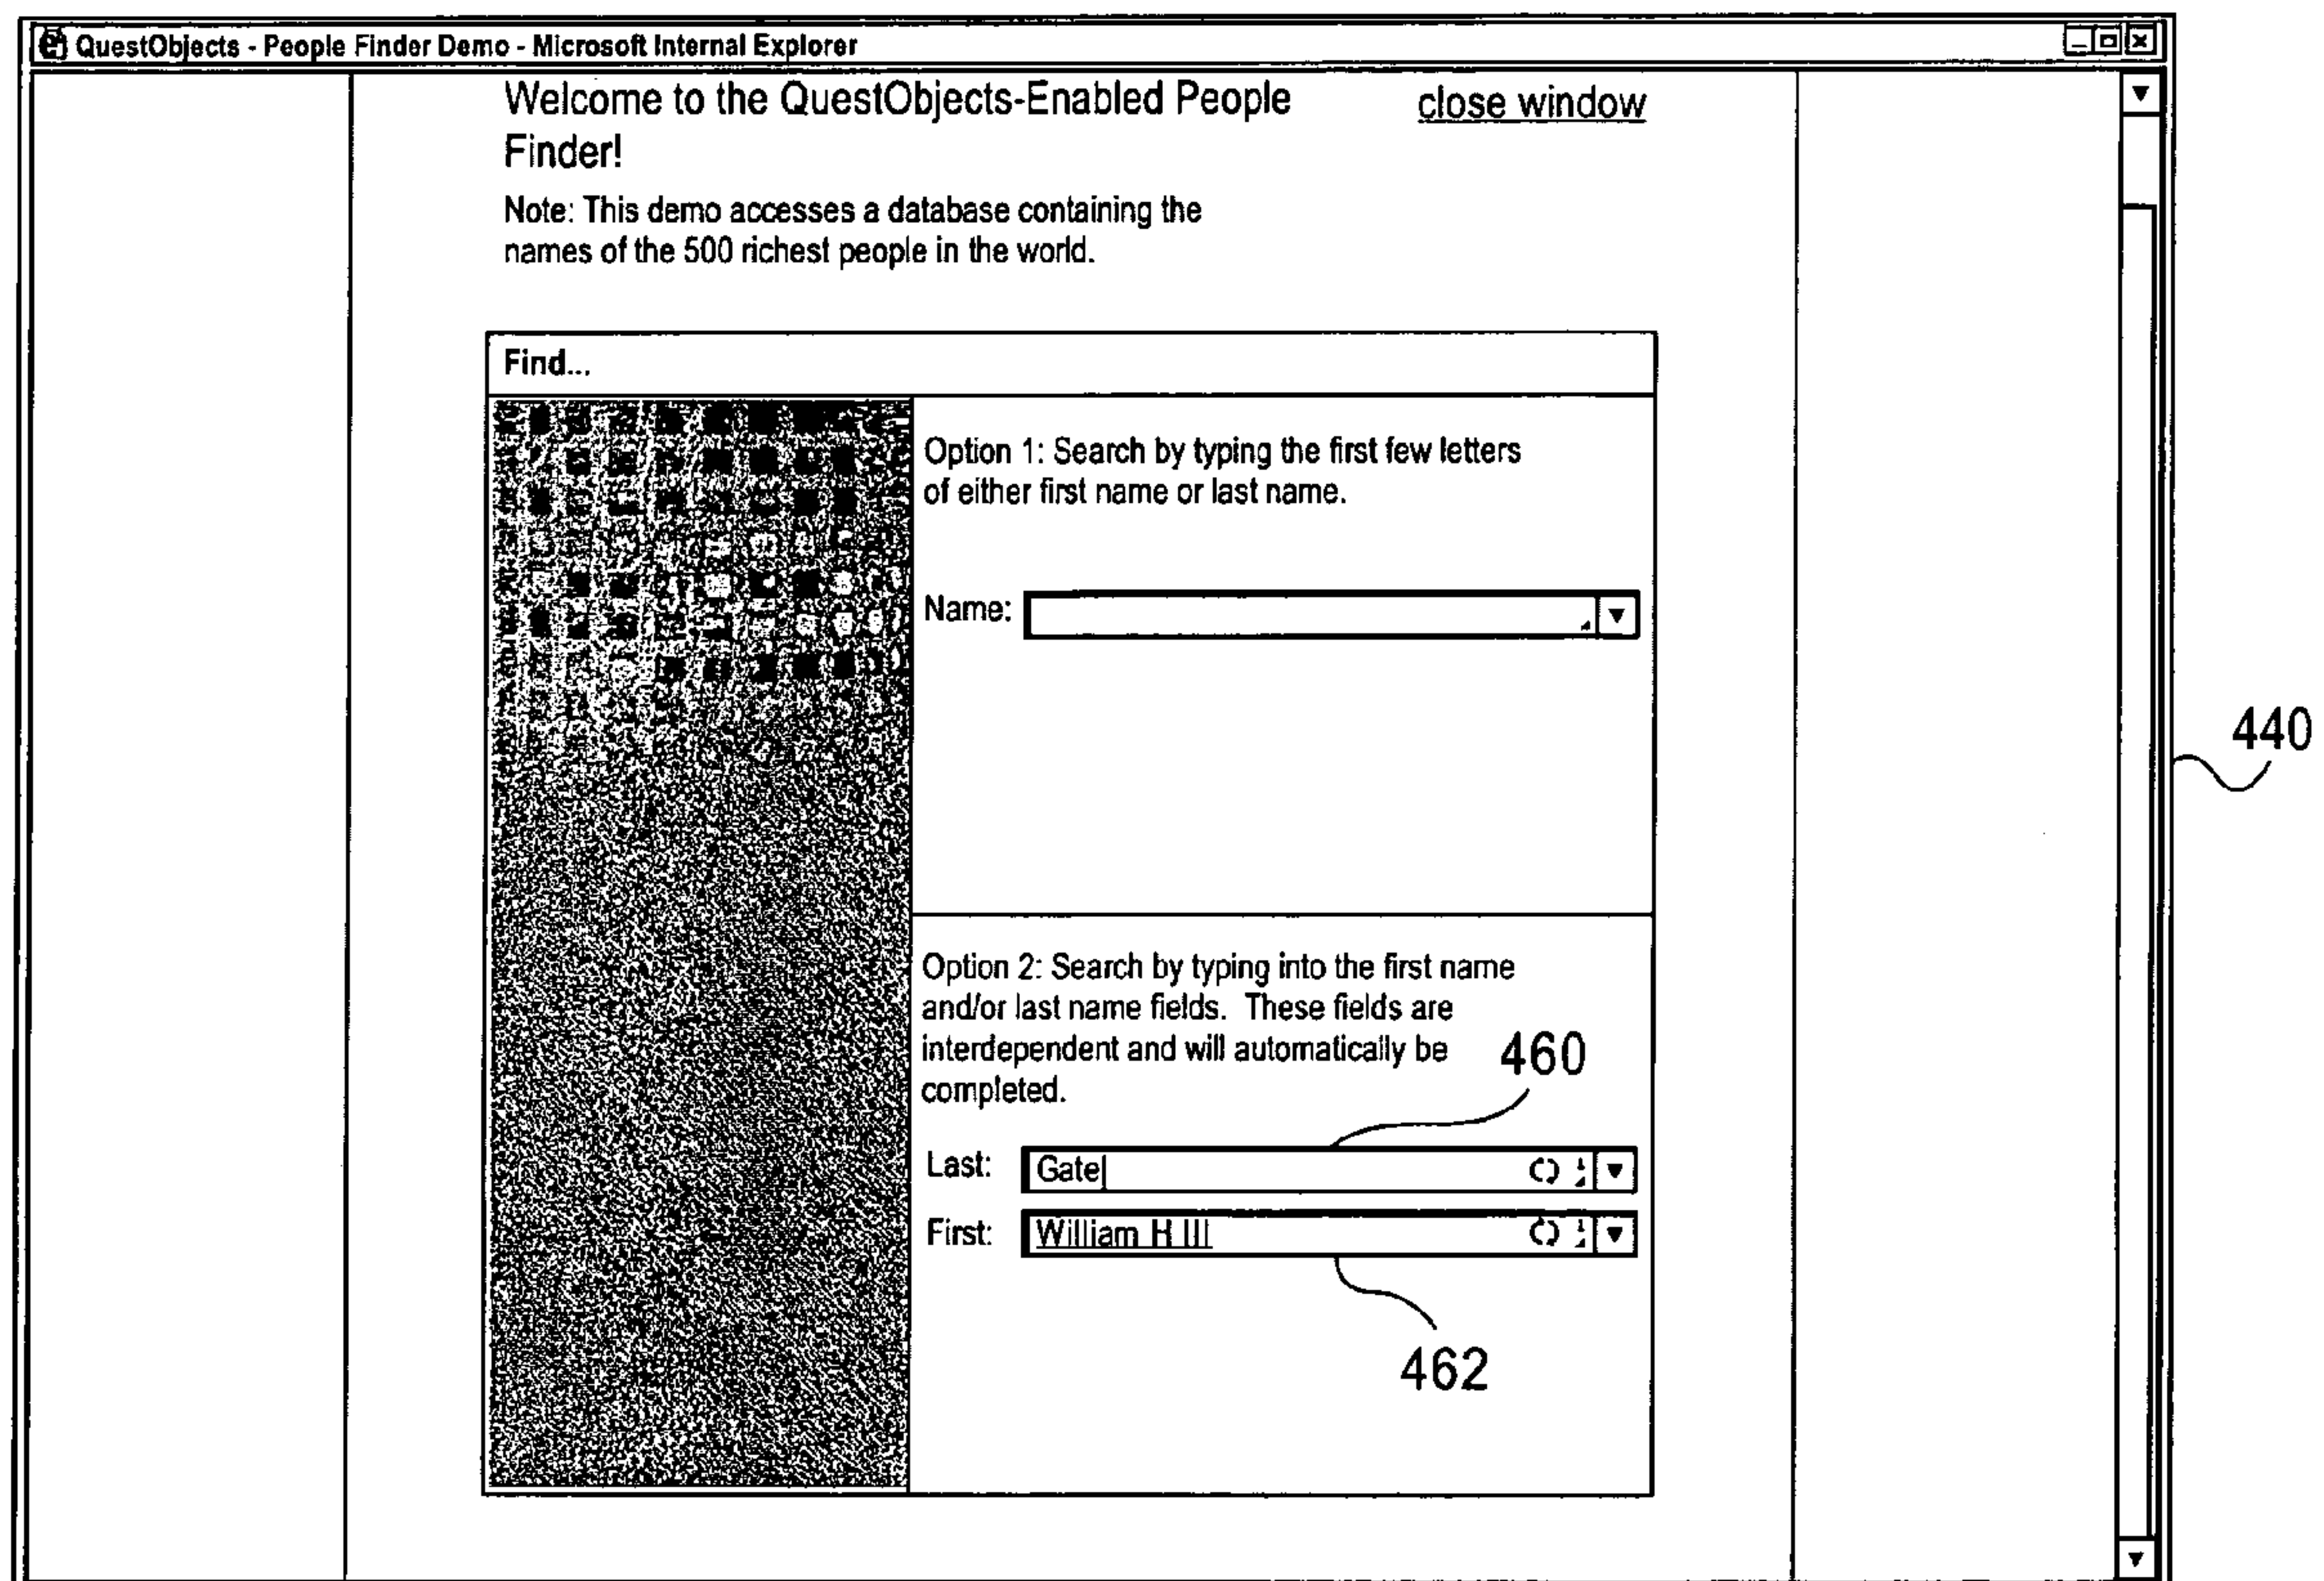 QuestObjects - People Finder Demo - Microsoft Internal Explorer
Welcome to the QuestObjects-Enabled People
Finder!
close window
Note: This demo accesses a database containing the
names of the 500 richest people in the world.
Find...
Option 1: Search by typing the first few letters
of either first name or last name.
Name:
440
Option 2: Search by typing into the first name
and/or last name fields. These fields are
interdependent and will automatically be
completed.
460
Last: Gate
First: William H III
462